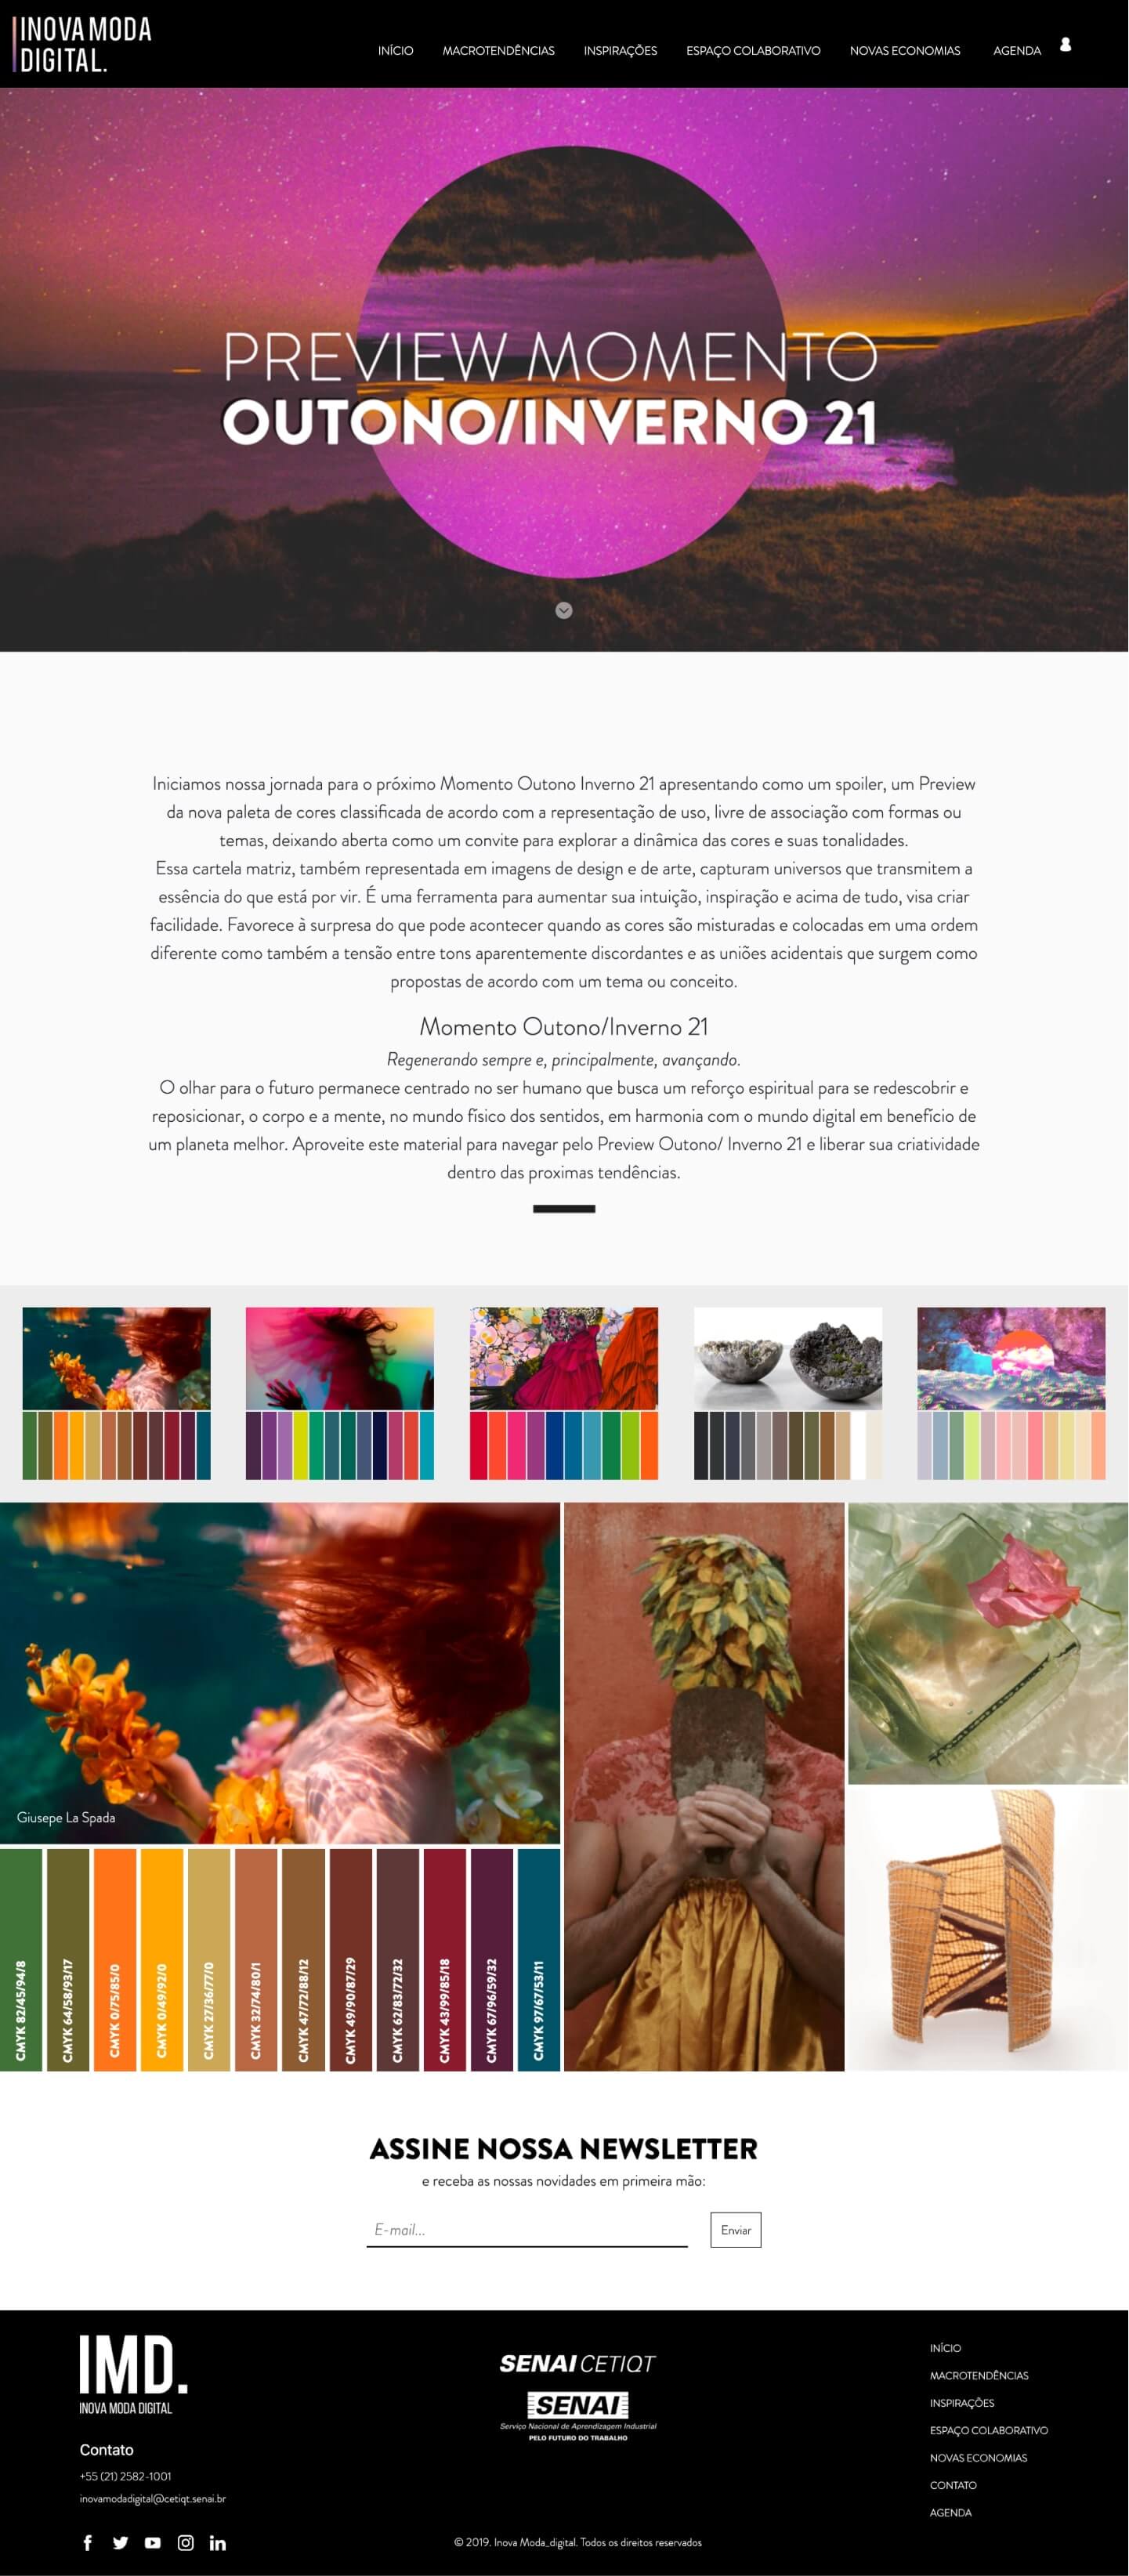 INOVA MODA
DIGITAL.
INÍCIO MACROTENDÊNCIAS INSPIRAÇÕES ESPAÇO COLABORATIVO NOVAS ECONOMIAS AGENDA
PREVIEW MOMENTO
OUTONO/INVERNO 21
Iniciamos nossa jornada para o próximo Momento Outono Inverno 21 apresentando como um spoiler, um Preview
da nova paleta de cores classificada de acordo com a representação de uso, livre de associação com formas ou
temas, deixando aberta como um convite para explorar a dinâmica das cores e suas tonalidades.
Essa cartela matriz, também representada em imagens de design e de arte, capturam universos que transmitem a
essência do que está por vir. É uma ferramenta para aumentar sua intuição, inspiração e acima de tudo, visa criar
facilidade. Favorece à surpresa do que pode acontecer quando as cores são misturadas e colocadas em uma ordem
diferente como também a tensão entre tons aparentemente discordantes e as uniões acidentais que surgem como
propostas de acordo com um tema ou conceito.
Momento Outono/Inverno 21
Regenerando sempre e, principalmente, avançando.
O olhar para o futuro permanece centrado no ser humano que busca um reforço espiritual para se redescobrir e
reposicionar, o corpo e a mente, no mundo físico dos sentidos, em harmonia com o mundo digital em benefício de
um planeta melhor. Aproveite este material para navegar pelo Preview Outono/ Inverno 21 e liberar sua criatividade
dentro das proximas tendências.
Giusepe La Spada
CMYK 82/45/94/8
CMYK 64/58/93/17
CMYK 0/75/85/0
CMYK 0/49/92/0
CMYK 27/36/77/0
CMYK 32/74/80/1
CMYK 47/72/88/12
CMYK 49/90/87/29
CMYK 62/83/72/32
CMYK 43/99/85/18
CMYK 67/96/59/32
CMYK 97/67/53/11
ASSINE NOSSA NEWSLETTER
e receba as nossas novidades em primeira mão:
E-mail...
Enviar
IMD.
INOVA MODA DIGITAL
Contato
+55 (21) 2582-1001
inovamodadigital@cetiqt.senai.br
SENAI CETIQT
SENAI
Serviço Nacional de Aprendizagem Industrial
PELO FUTURO DO TRABALHO
© 2019. Inova Moda_digital. Todos os direitos reservados
INÍCIO
MACROTENDÊNCIAS
INSPIRAÇÕES
ESPAÇO COLABORATIVO
NOVAS ECONOMIAS
CONTATO
AGENDA